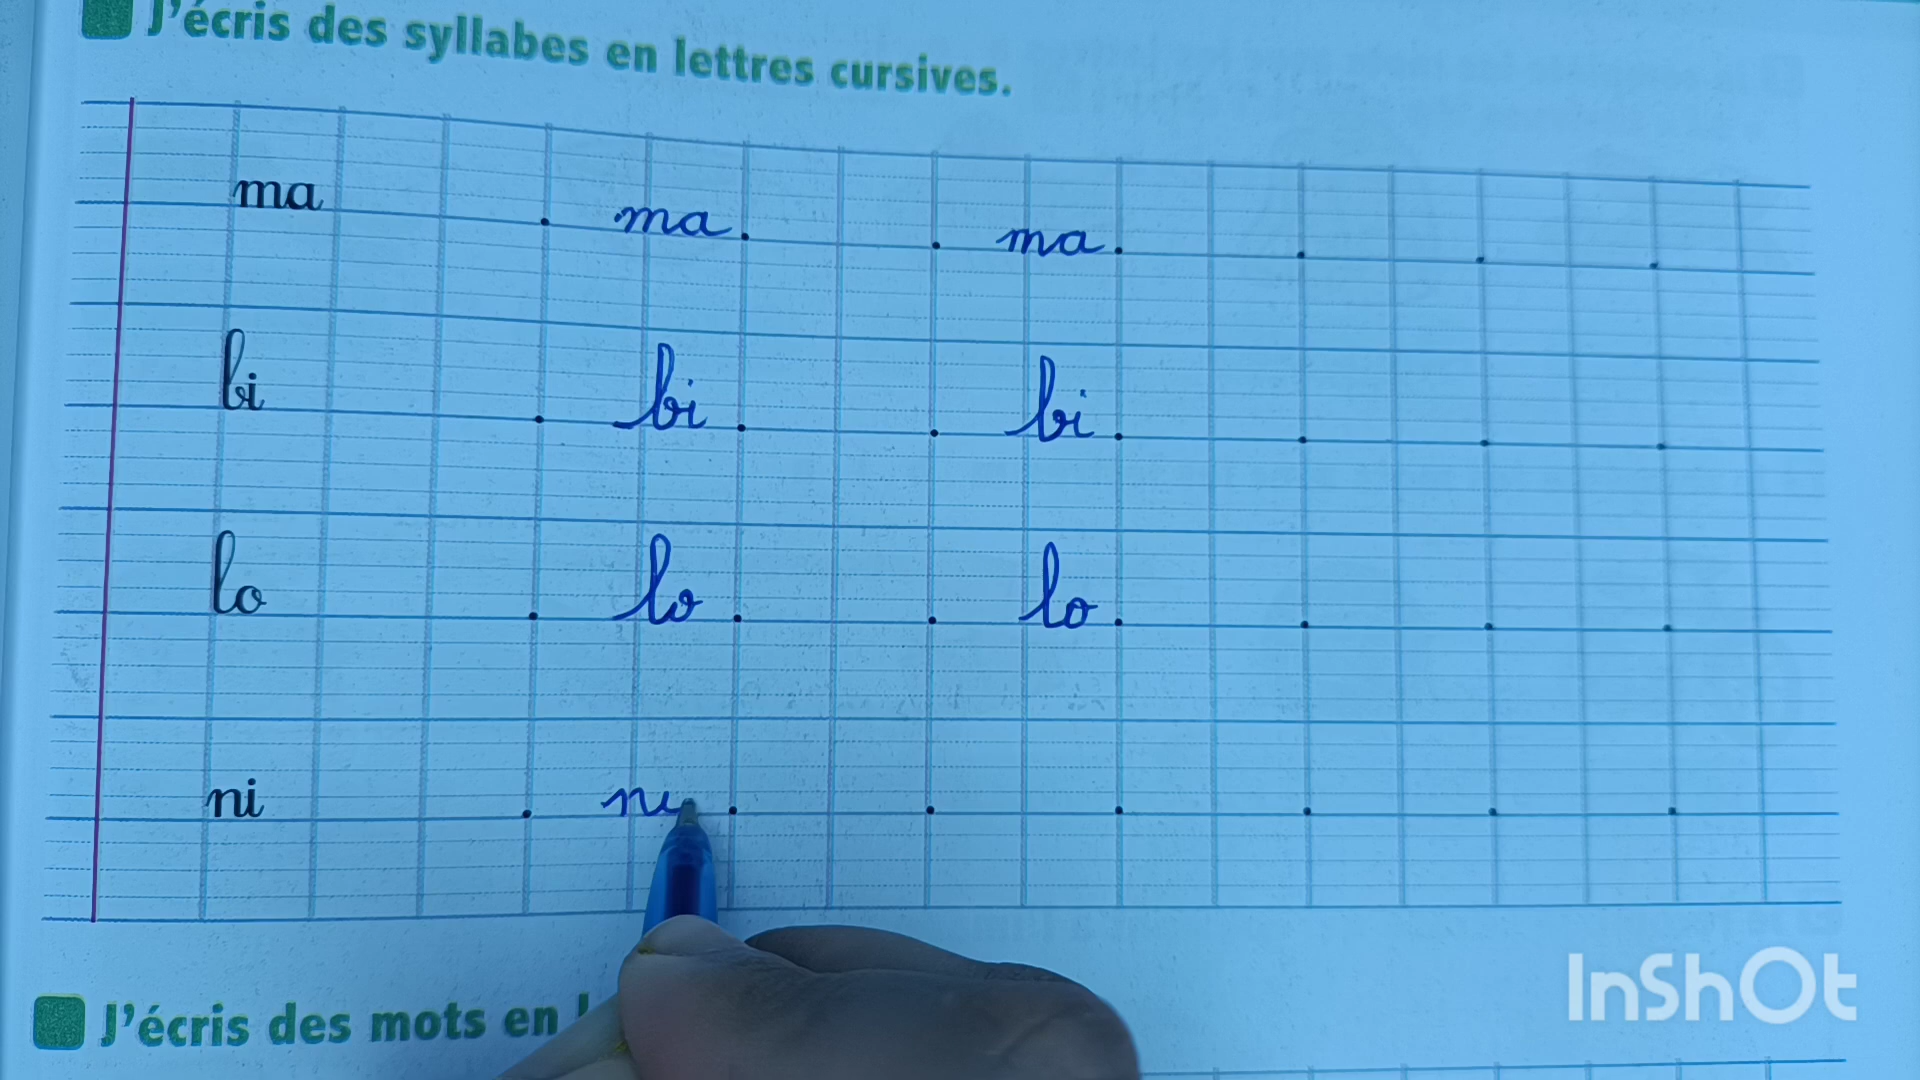 J'écris des syllabes en lettres cursives.
ma . ma . . ma . . . .
bi . bi . . bi . . . .
lo . lo . . lo . . . .
ni . ni . . . . . .
J'écris des mots en
InShOt